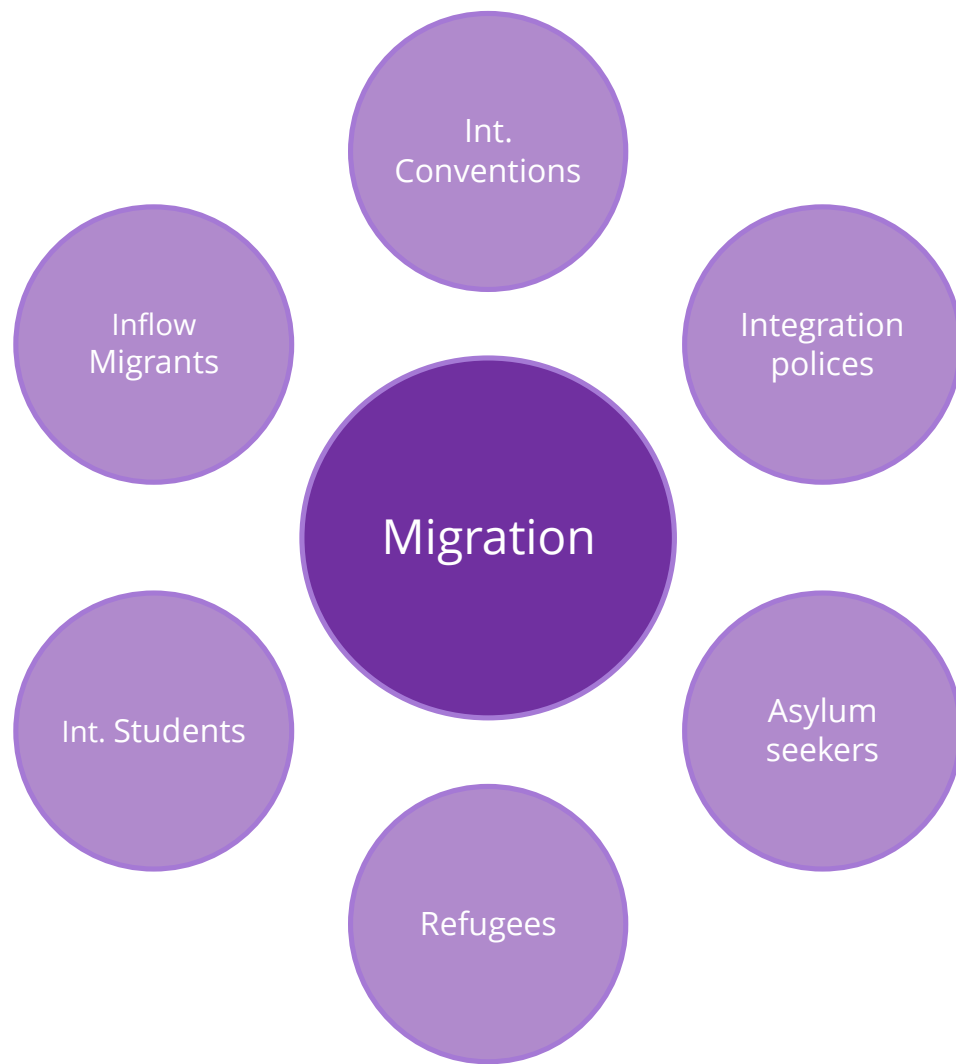 Int.
Conventions
Inflow
Migrants
Integration
polices
Migration
Int. Students
Asylum
seekers
Refugees